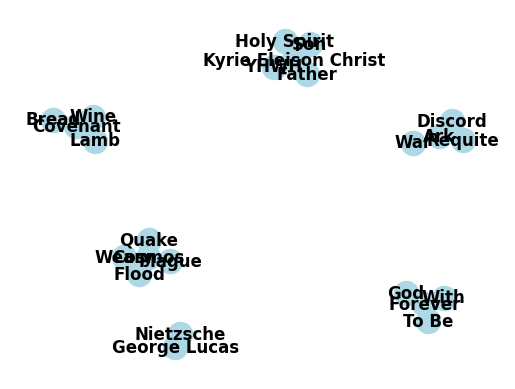 Holy Spirit
Son
Kyrie Eleison Christ
YHWH
Father
Bread
Wine
Covenant
Lamb
Discord
Ark
War
Requite
Quake
Cosmos
Plague
Flood
God
With
Forever
To Be
Nietzsche
George Lucas